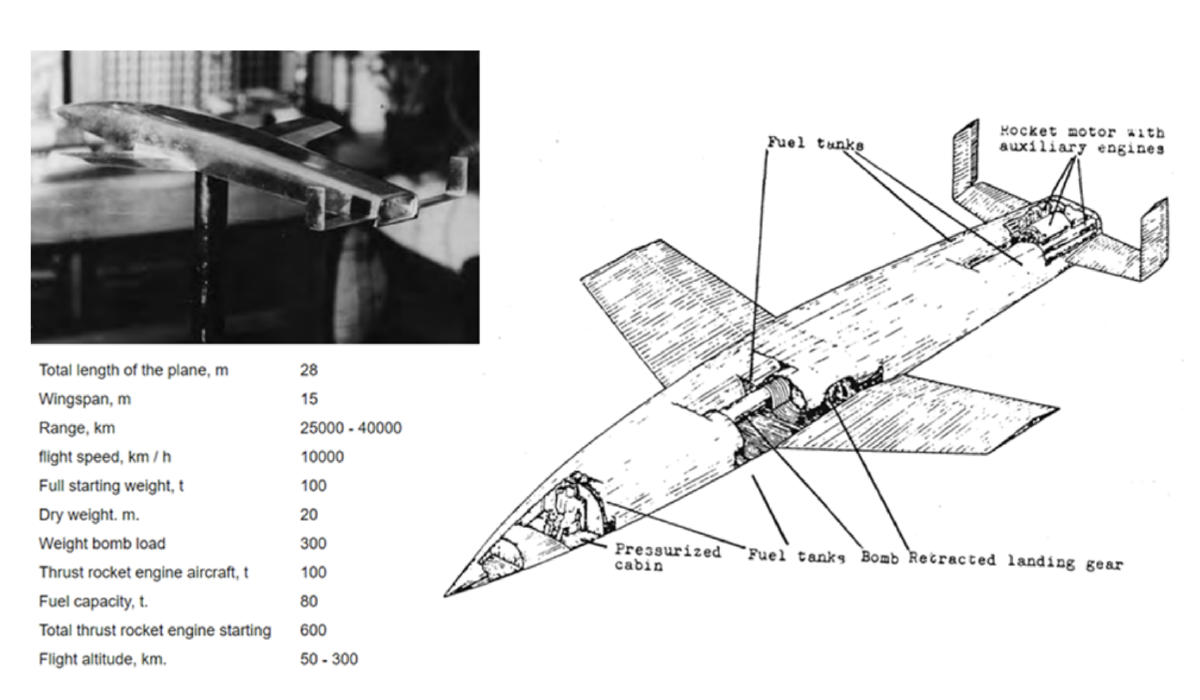 Fuel tanks
Rocket motor with
auxiliary engines
Total length of the plane, m 28
Wingspan, m 15
Range, km 25000 - 40000
flight speed, km / h 10000
Full starting weight, t 100
Dry weight. m. 20
Weight bomb load 300
Thrust rocket engine aircraft, t 100
Fuel capacity, t. 80
Total thrust rocket engine starting 600
Flight altitude, km. 50 - 300
Pressurized
cabin
Fuel tanks
Bomb
Retracted landing gear